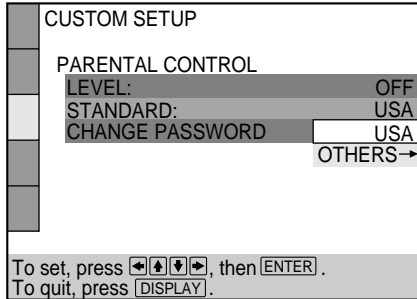 CUSTOM SETUP
PARENTAL CONTROL
LEVEL: OFF
STANDARD: USA
CHANGE PASSWORD USA
OTHERS→
To set, press ←↑↓→, then ENTER.
To quit, press DISPLAY.